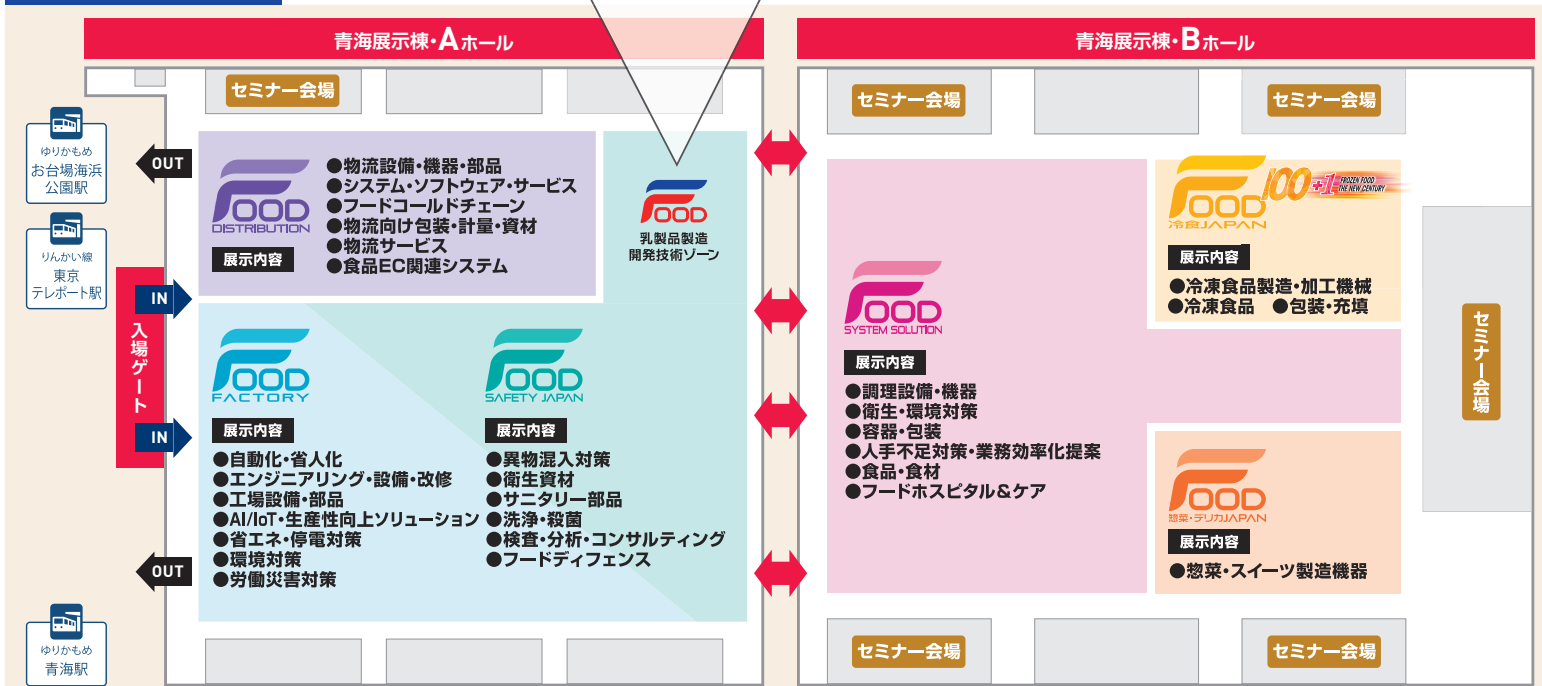 青海展示棟・Aホール
青海展示棟・Bホール
セミナー会場
セミナー会場
セミナー会場
ゆりかもめ
お台場海浜
公園駅
OUT
りんかい線
東京
テレポート駅
IN
入場ゲート
IN
OUT
ゆりかもめ
青海駅
FOOD
DISTRIBUTION
展示内容
●物流設備・機器・部品
●システム・ソフトウェア・サービス
●フードコールドチェーン
●物流向け包装・計量・資材
●物流サービス
●食品EC関連システム
FOOD
乳製品製造
開発技術ゾーン
FOOD
FACTORY
展示内容
●自動化・省人化
●エンジニアリング・設備・改修
●工場設備・部品
●AI/IoT・生産性向上ソリューション
●省エネ・停電対策
●環境対策
●労働災害対策
FOOD
SAFETY JAPAN
展示内容
●異物混入対策
●衛生資材
●サニタリー部品
●洗浄・殺菌
●検査・分析・コンサルティング
●フードディフェンス
FOOD
SYSTEM SOLUTION
展示内容
●調理設備・機器
●衛生・環境対策
●容器・包装
●人手不足対策・業務効率化提案
●食品・食材
●フードホスピタル&ケア
FOOD
冷食JAPAN
100+1 FROZEN FOOD
THE NEW CENTURY
展示内容
●冷凍食品製造・加工機械
●冷凍食品 ●包装・充填
セミナー会場
FOOD
惣菜・デリカJAPAN
展示内容
●惣菜・スイーツ製造機器
セミナー会場
セミナー会場